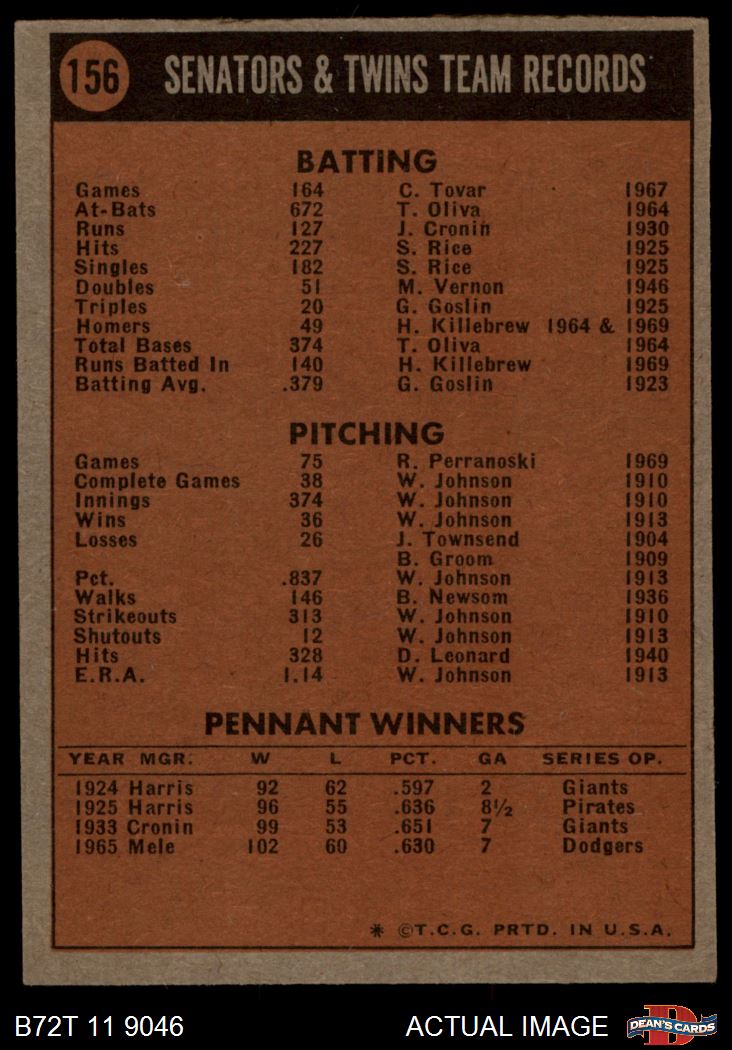 156 SENATORS & TWINS TEAM RECORDS
BATTING
Games 164 C. Tovar 1967
At-Bats 672 T. Oliva 1964
Runs 127 J. Cronin 1930
Hits 227 S. Rice 1925
Singles 182 S. Rice 1925
Doubles 51 M. Vernon 1946
Triples 20 G. Goslin 1925
Homers 49 H. Killebrew 1964 & 1969
Total Bases 374 T. Oliva 1964
Runs Batted In 140 H. Killebrew 1969
Batting Avg. .379 G. Goslin 1923
PITCHING
Games 75 R. Perranoski 1969
Complete Games 38 W. Johnson 1910
Innings 374 W. Johnson 1910
Wins 36 W. Johnson 1913
Losses 26 J. Townsend 1904
B. Groom 1909
Pct. .837 W. Johnson 1913
Walks 146 B. Newsom 1936
Strikeouts 313 W. Johnson 1910
Shutouts 12 W. Johnson 1913
Hits 328 D. Leonard 1940
E.R.A. 1.14 W. Johnson 1913
PENNANT WINNERS
YEAR MGR. W L PCT. GA SERIES OP.
1924 Harris 92 62 .597 2 Giants
1925 Harris 96 55 .636 8½ Pirates
1933 Cronin 99 53 .651 7 Giants
1965 Mele 102 60 .630 7 Dodgers
* ©T.C.G. PRTD. IN U.S.A.
B72T 11 9046 ACTUAL IMAGE D DEAN'S CARDS